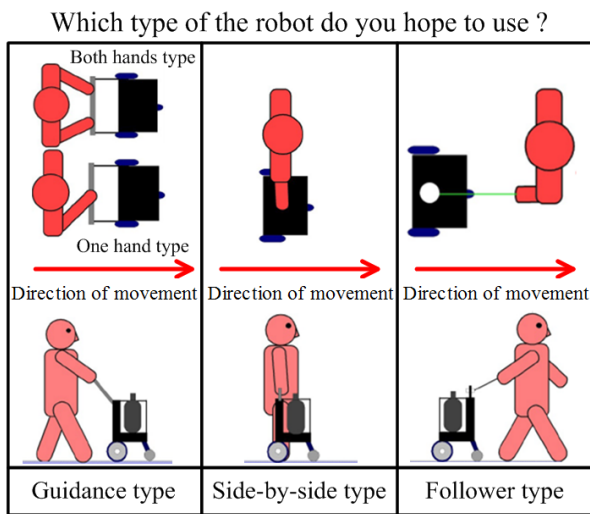 Which type of the robot do you hope to use ?
Both hands type
One hand type
Direction of movement
Direction of movement
Direction of movement
Guidance type
Side-by-side type
Follower type